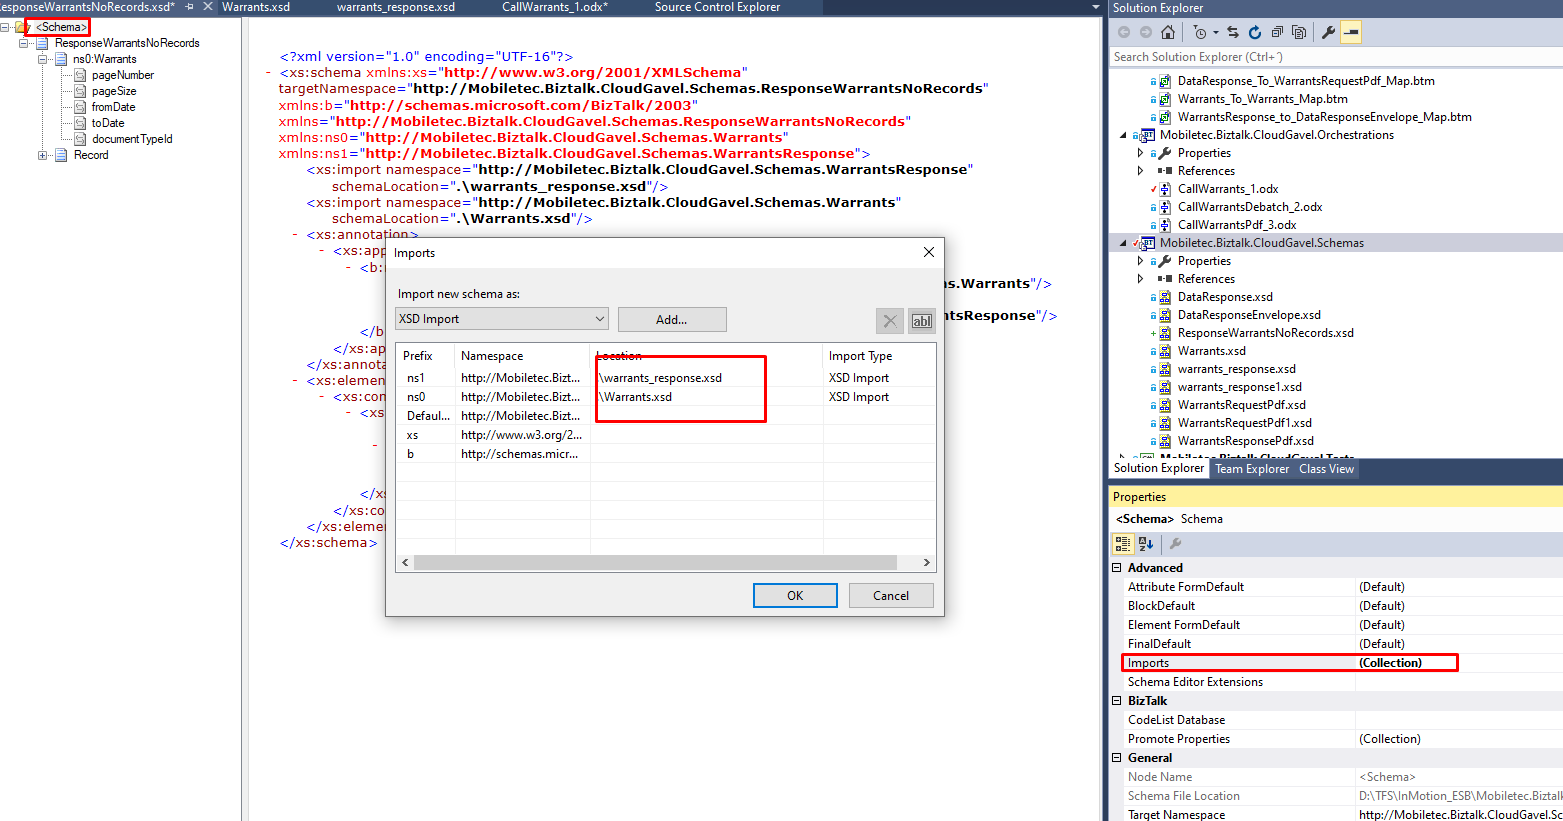 esponseWarrantsNoRecords.xsd*
Warrants.xsd
warrants_response.xsd
CallWarrants_1.odx*
Source Control Explorer
<Schema>
ResponseWarrantsNoRecords
ns0:Warrants
pageNumber
pageSize
fromDate
toDate
documentTypeId
Record
<?xml version="1.0" encoding="UTF-16"?>
- <xs:schema xmlns:xs="http://www.w3.org/2001/XMLSchema"
targetNamespace="http://Mobiletec.Biztalk.CloudGavel.Schemas.ResponseWarrantsNoRecords"
xmlns:b="http://schemas.microsoft.com/BizTalk/2003"
xmlns="http://Mobiletec.Biztalk.CloudGavel.Schemas.ResponseWarrantsNoRecords"
xmlns:ns0="http://Mobiletec.Biztalk.CloudGavel.Schemas.Warrants"
xmlns:ns1="http://Mobiletec.Biztalk.CloudGavel.Schemas.WarrantsResponse">
<xs:import namespace="http://Mobiletec.Biztalk.CloudGavel.Schemas.WarrantsResponse"
schemaLocation=".\warrants_response.xsd"/>
<xs:import namespace="http://Mobiletec.Biztalk.CloudGavel.Schemas.Warrants"
schemaLocation=".\Warrants.xsd"/>
- <xs:annotation>
- <xs:app
- <b:
s.Warrants"/>
ntsResponse"/>
</b
</xs:ap
</xs:annota
- <xs:elemen
- <xs:con
- <xs
-
</xs
</xs:co
</xs:eleme
</xs:schema>
Imports
Import new schema as:
XSD Import
Add...
abl
Prefix Namespace Location Import Type
ns1 http://Mobiletec.Bizt... \warrants_response.xsd XSD Import
ns0 http://Mobiletec.Bizt... \Warrants.xsd XSD Import
Defaul... http://Mobiletec.Bizt...
xs http://www.w3.org/2...
b http://schemas.micr...
OK Cancel
Solution Explorer
Search Solution Explorer (Ctrl+¨)
DataResponse_To_WarrantsRequestPdf_Map.btm
Warrants_To_Warrants_Map.btm
WarrantsResponse_to_DataResponseEnvelope_Map.btm
Mobiletec.Biztalk.CloudGavel.Orchestrations
Properties
References
CallWarrants_1.odx
CallWarrantsDebatch_2.odx
CallWarrantsPdf_3.odx
Mobiletec.Biztalk.CloudGavel.Schemas
Properties
References
DataResponse.xsd
DataResponseEnvelope.xsd
ResponseWarrantsNoRecords.xsd
Warrants.xsd
warrants_response.xsd
warrants_response1.xsd
WarrantsRequestPdf.xsd
WarrantsRequestPdf1.xsd
WarrantsResponsePdf.xsd
Solution Explorer Team Explorer Class View
Properties
<Schema> Schema
Advanced
Attribute FormDefault (Default)
BlockDefault (Default)
Element FormDefault (Default)
FinalDefault (Default)
Imports (Collection)
Schema Editor Extensions
BizTalk
CodeList Database
Promote Properties (Collection)
General
Node Name <Schema>
Schema File Location D:\TFS\InMotion_ESB\Mobiletec.Biztal
Target Namespace http://Mobiletec.Biztalk.CloudGavel.Sc